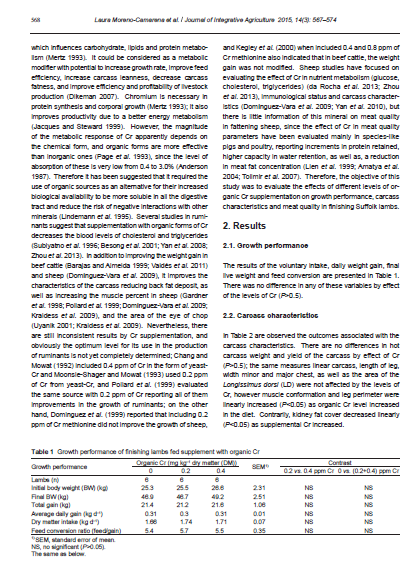 568
Laura Moreno-Camarena et al. / Journal of Integrative Agriculture 2015, 14(3): 567–574
which influences carbohydrate, lipids and protein metabo-
lism (Mertz 1993). It could be considered as a metabolic
modifier with potential to increase growth rate, improve feed
efficiency, increase carcass leanness, decrease carcass
fatness, and improve efficiency and profitability of livestock
production (Dikeman 2007). Chromium is necessary in
protein synthesis and corporal growth (Mertz 1993); it also
improves productivity due to a better energy metabolism
(Jacques and Stewart 1999). However, the magnitude
of the metabolic response of Cr apparently depends on
the chemical form, and organic forms are more effective
than inorganic ones (Page et al. 1993), since the level of
absorption of these is very low from 0.4 to 3.0% (Anderson
1987). Therefore it has been suggested that it required the
use of organic sources as an alternative for their increased
biological availability to be more soluble in all the digestive
tract and reduce the risk of negative interactions with other
minerals (Lindemann et al. 1995). Several studies in rumi-
nants suggest that supplementation with organic forms of Cr
decreases the blood levels of cholesterol and triglycerides
(Subiyatno et al. 1996; Besong et al. 2001; Yan et al. 2008;
Zhou et al. 2013). In addition to improving the weight gain in
beef cattle (Barajas and Almeida 1999; Valdés et al. 2011)
and sheep (Domínguez-Vara et al. 2009), it improves the
characteristics of the carcass reducing back fat deposit, as
well as increasing the muscle percent in sheep (Gardner
et al. 1998; Pollard et al. 1999; Domínguez-Vara et al. 2009;
Kraidess et al. 2009), and the area of the eye of chop
(Uyanik 2001; Kraidess et al. 2009). Nevertheless, there
are still inconsistent results by Cr supplementation, and
obviously the optimum level for its use in the production
of ruminants is not yet completely determined; Chang and
Mowat (1992) included 0.4 ppm of Cr in the form of yeast-
Cr and Moonsie-Shager and Mowat (1993) used 0.2 ppm
of Cr from yeast-Cr, and Pollard et al. (1999) evaluated
the same source with 0.2 ppm of Cr reporting all of them
improvements in the growth of ruminants; on the other
hand, Domínguez et al. (1999) reported that including 0.2
ppm of Cr methionine did not improve the growth of sheep,
and Kegley et al. (2000) when included 0.4 and 0.8 ppm of
Cr methionine also indicated that in beef cattle, the weight
gain was not modified. Sheep studies have focused on
evaluating the effect of Cr in nutrient metabolism (glucose,
cholesterol, triglycerides) (da Rocha et al. 2013; Zhou
et al. 2013), immunological status and carcass character-
istics (Domínguez-Vara et al. 2009; Yan et al. 2010), but
there is little information of this mineral on meat quality
in fattening sheep, since the effect of Cr in meat quality
parameters have been evaluated mainly in species-like
pigs and poultry, reporting increments in protein retained,
higher capacity in water retention, as well as, a reduction
in meat fat concentration (Lien et al. 1999; Amatya et al.
2004; Toilmir et al. 2007). Therefore, the objective of this
study was to evaluate the effects of different levels of or-
ganic Cr supplementation on growth performance, carcass
characteristics and meat quality in finishing Suffolk lambs.
2. Results
2.1. Growth performance
The results of the voluntary intake, daily weight gain, final
live weight and feed conversion are presented in Table 1.
There was no difference in any of these variables by effect
of the levels of Cr (P>0.5).
2.2. Carcass characteristics
In Table 2 are observed the outcomes associated with the
carcass characteristics. There are no differences in hot
carcass weight and yield of the carcass by effect of Cr
(P>0.5); the same measures linear carcass, length of leg,
width minor and major chest, as well as the area of the
Longissimus dorsi (LD) were not affected by the levels of
Cr, however muscle conformation and leg perimeter were
linearly increased (P<0.05) as organic Cr level increased
in the diet. Contrarily, kidney fat cover decreased linearly
(P<0.05) as supplemental Cr increased.
Table 1 Growth performance of finishing lambs fed supplement with organic Cr
Growth performance Organic Cr (mg kg⁻¹ dry matter (DM)) SEM¹⁾ Contrast
0 0.2 0.4 0.2 vs. 0.4 ppm Cr 0 vs. (0.2+0.4) ppm Cr
Lambs (n) 6 6 6
Initial body weight (BW) (kg) 25.3 25.5 26.6 2.31 NS NS
Final BW (kg) 46.9 46.7 49.2 2.51 NS NS
Total gain (kg) 21.4 21.2 21.6 1.06 NS NS
Average daily gain (kg d⁻¹) 0.31 0.3 0.31 0.01 NS NS
Dry matter intake (kg d⁻¹) 1.66 1.74 1.71 0.07 NS NS
Feed conversion ratio (feed/gain) 5.4 5.7 5.5 0.35 NS NS
¹⁾ SEM, standard error of mean.
NS, no significant (P>0.05).
The same as below.